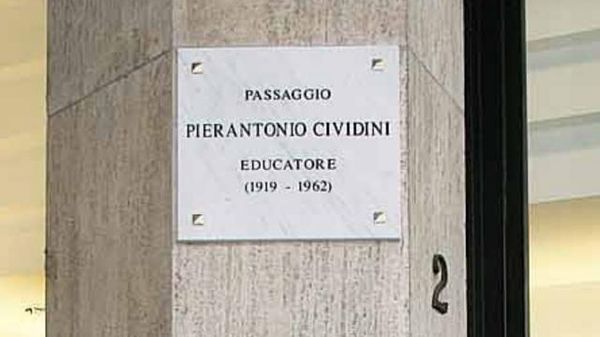 PASSAGGIO
PIERANTONIO CIVIDINI
EDUCATORE
(1919 - 1962)
2